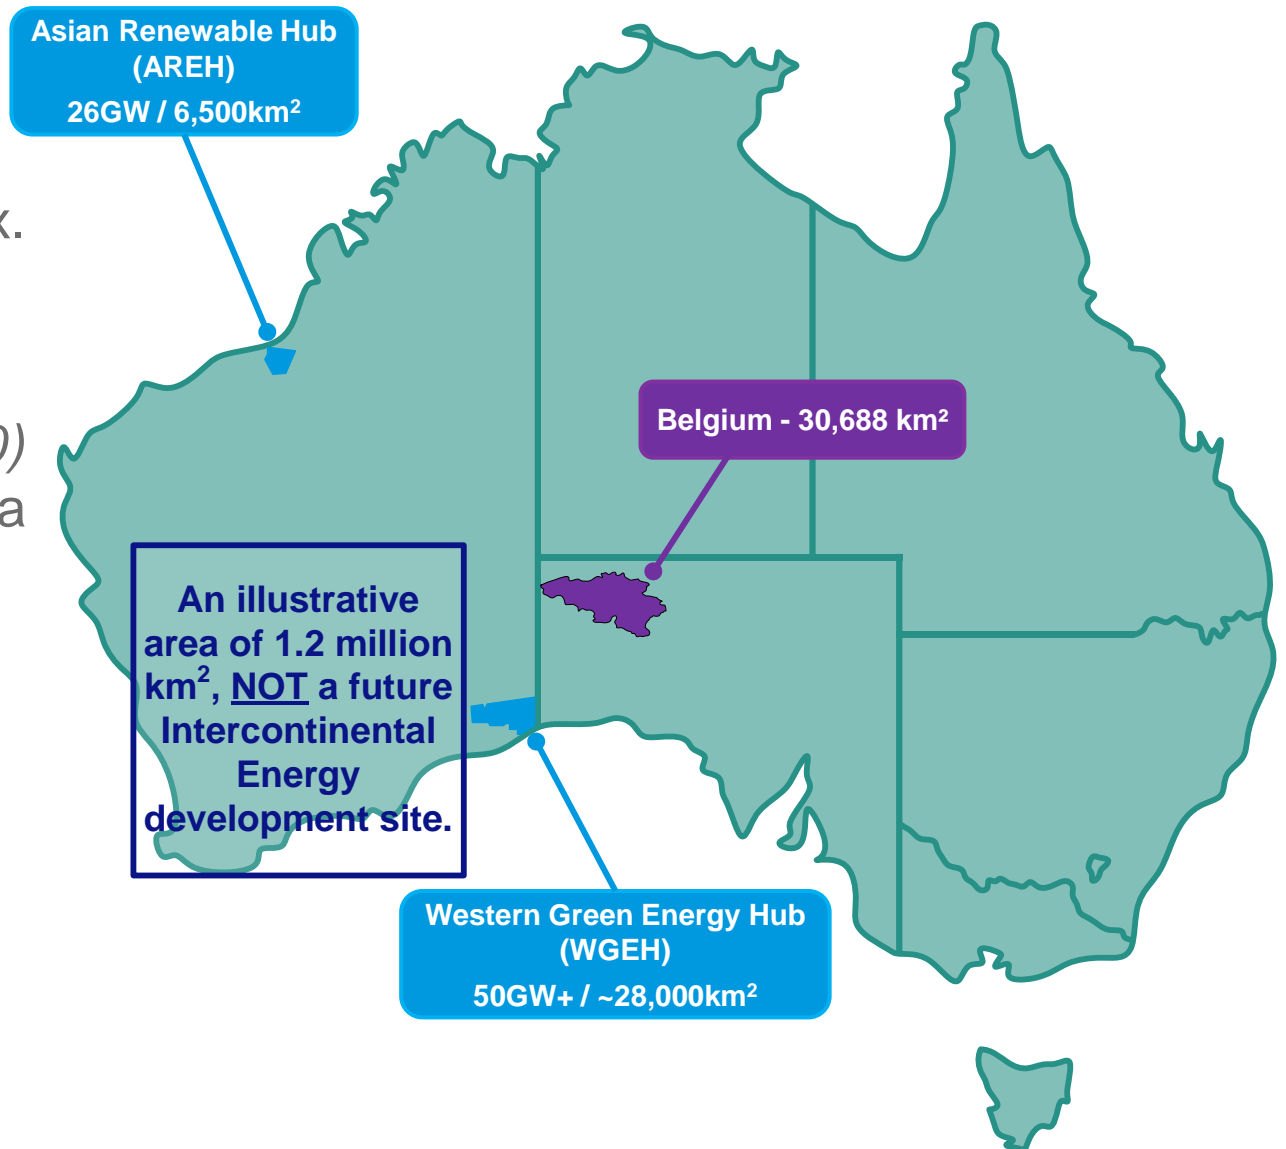 Asian Renewable Hub
(AREH)
26GW / 6,500km²
x.
0)
a
Belgium - 30,688 km²
An illustrative
area of 1.2 million
km², NOT a future
Intercontinental
Energy
development site.
Western Green Energy Hub
(WGEH)
50GW+ / ~28,000km²